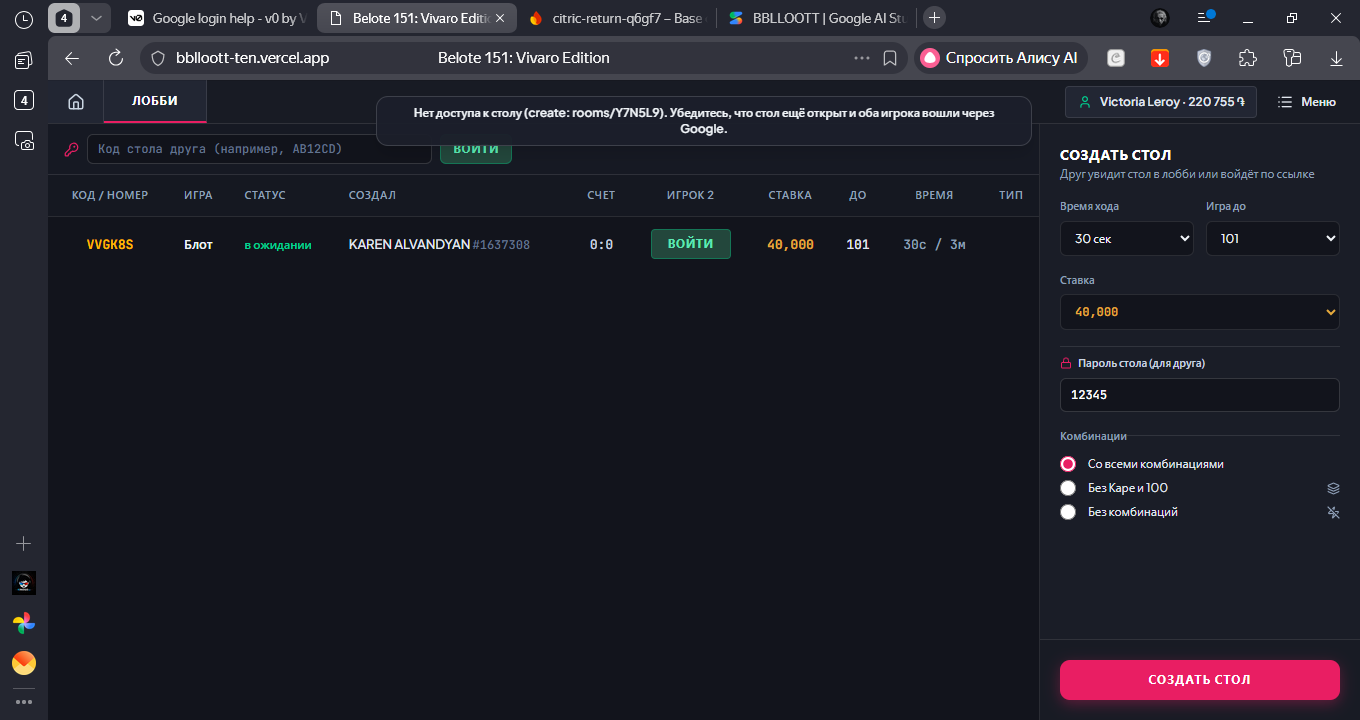 4
Google login help - v0 by V
Belote 151: Vivaro Editi
citric-return-q6gf7 – Base
BBLLOOTT | Google AI Stu
bblloott-ten.vercel.app
Belote 151: Vivaro Edition
Спросить Алису AI
4
ЛОББИ
Нет доступа к столу (create: rooms/Y7N5L9). Убедитесь, что стол ещё открыт и оба игрока вошли через
Google.
Victoria Leroy · 220 755 ֏
Меню
Код стола друга (например, AB12CD)
ВОЙТИ
КОД / НОМЕР
ИГРА
СТАТУС
СОЗДАЛ
СЧЕТ
ИГРОК 2
СТАВКА
ДО
ВРЕМЯ
ТИП
VVGK8S
Блот
в ожидании
KAREN ALVANDYAN #1637308
0:0
ВОЙТИ
40,000
101
30с / 3м
СОЗДАТЬ СТОЛ
Друг увидит стол в лобби или войдёт по ссылке
Время хода
Игра до
30 сек
101
Ставка
40,000
Пароль стола (для друга)
12345
Комбинации
Со всеми комбинациями
Без Каре и 100
Без комбинаций
СОЗДАТЬ СТОЛ